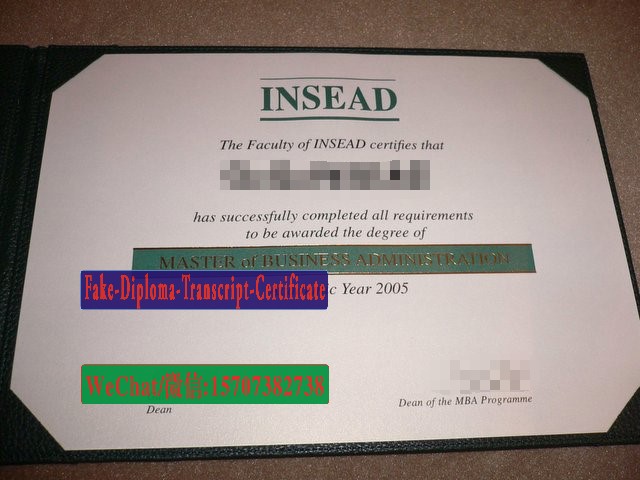 INSEAD
The Faculty of INSEAD certifies that
has successfully completed all requirements
to be awarded the degree of
MASTER of BUSINESS ADMINISTRATION
Fake-Diploma-Transcript-Certificate
c Year 2005
WeChat/微信:15707382738
Dean
Dean of the MBA Programme